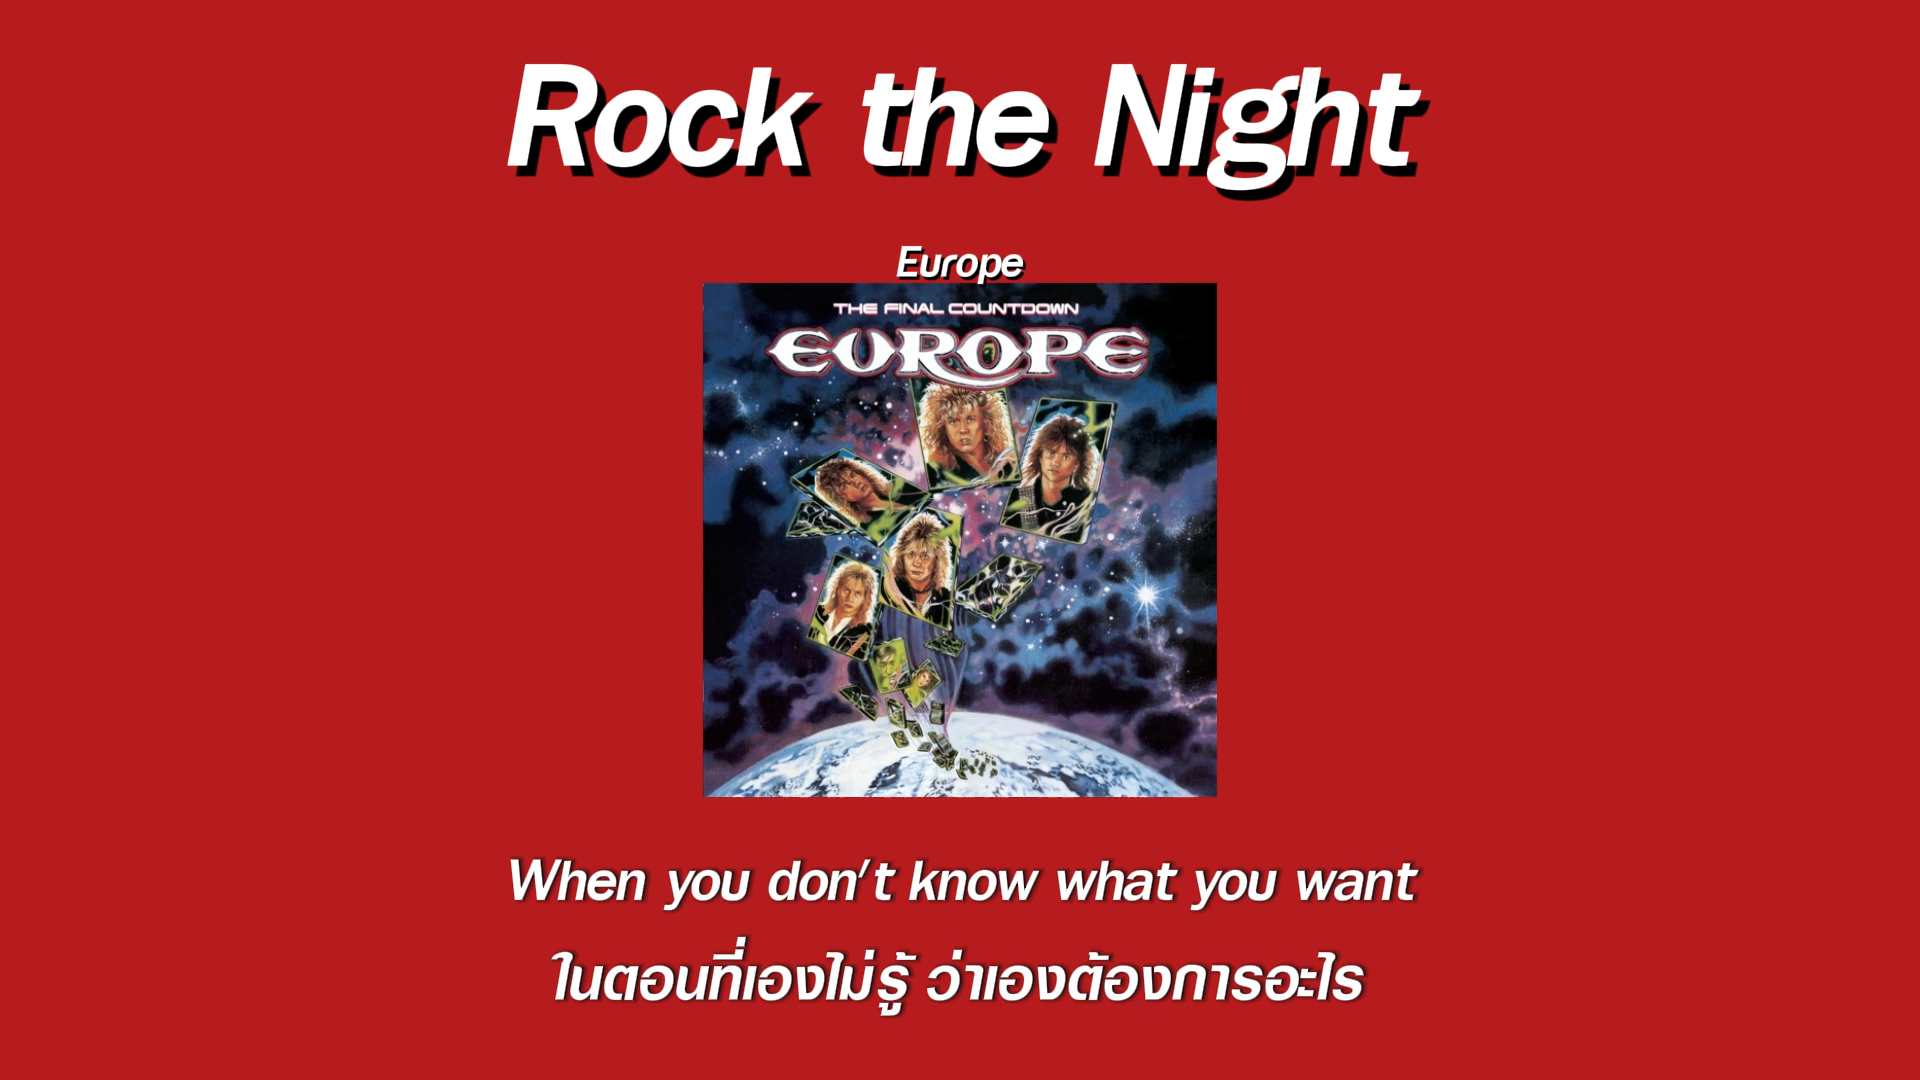 Rock the Night
Europe
THE FINAL COUNTDOWN
EUROPE
When you don't know what you want
ในตอนที่เองไม่รู้ ว่าเองต้องการอะไร